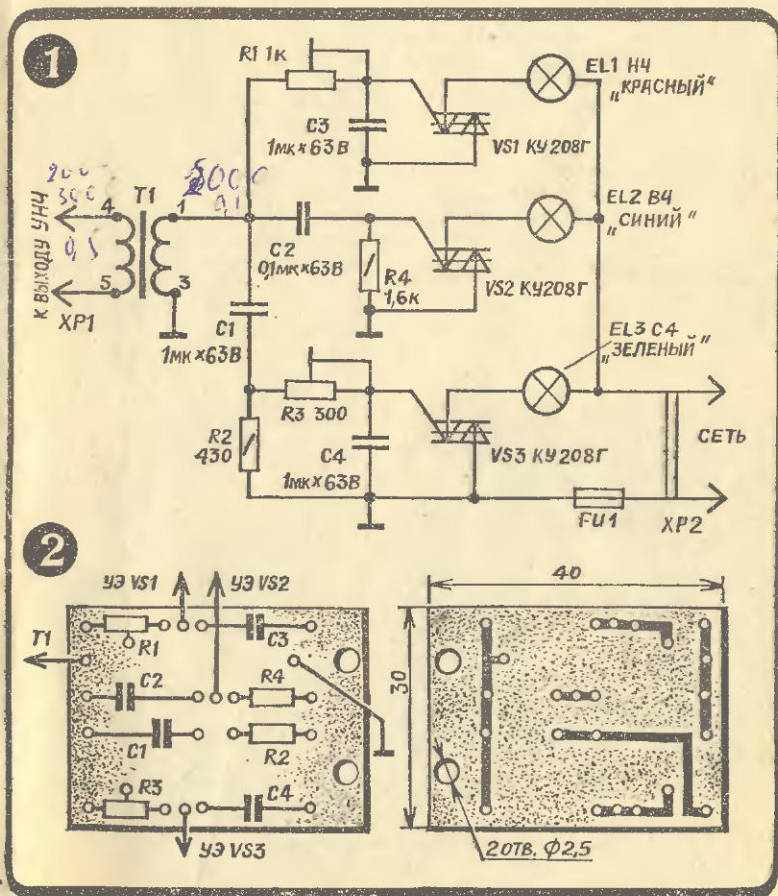 1
R1 1к
C3
1мк×63В
VS1 КУ208Г
EL1 Н4
„КРАСНЫЙ"
200
300
0,3
5000
0,1
T1
4
1
5
3
К ВЫХОДУ УНЧ
XP1
C2
0,1мк×63В
R4
1,6к
VS2 КУ208Г
EL2 В4
„СИНИЙ"
C1
1мк×63В
R2
430
R3 300
C4
1мк×63В
VS3 КУ208Г
EL3 С4
„ЗЕЛЕНЫЙ"
СЕТЬ
FU1
XP2
2
УЭ VS1
УЭ VS2
T1
R1
C3
C2
R4
C1
R2
R3
C4
УЭ VS3
40
30
2 ОТВ. Ф2,5